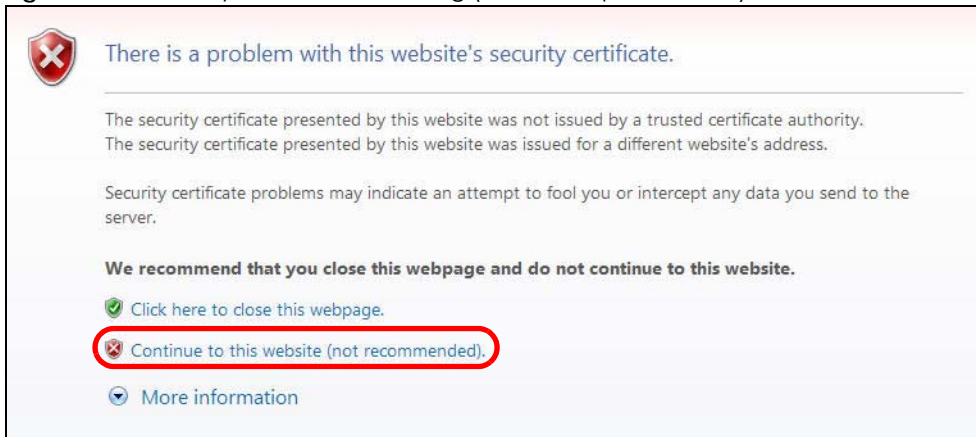 There is a problem with this website's security certificate.
The security certificate presented by this website was not issued by a trusted certificate authority.
The security certificate presented by this website was issued for a different website's address.
Security certificate problems may indicate an attempt to fool you or intercept any data you send to the
server.
We recommend that you close this webpage and do not continue to this website.
Click here to close this webpage.
Continue to this website (not recommended).
More information